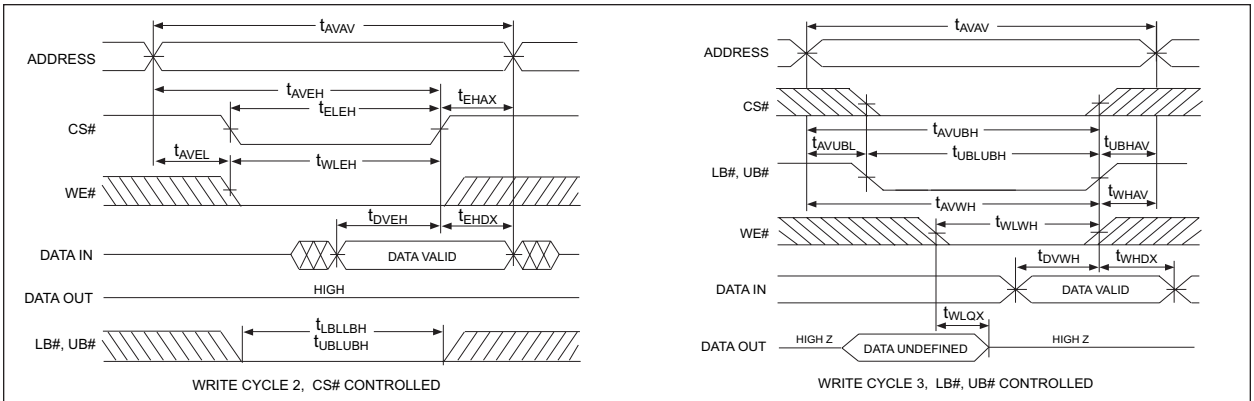 tAVAV
ADDRESS
tAVEH
tELEH
tEHAX
CS#
tAVEL
tWLEH
WE#
tDVEH
tEHDX
DATA IN
DATA VALID
DATA OUT
HIGH
tLBLLBH
tUBLUBH
LB#, UB#
WRITE CYCLE 2, CS# CONTROLLED
tAVAV
ADDRESS
CS#
tAVUBH
tAVUBL
tUBLUBH
tUBHAV
LB#, UB#
tAVWH
tWHAV
tWLWH
WE#
tDVWH
tWHDX
DATA IN
DATA VALID
tWLQX
DATA OUT
HIGH Z
DATA UNDEFINED
HIGH Z
WRITE CYCLE 3, LB#, UB# CONTROLLED